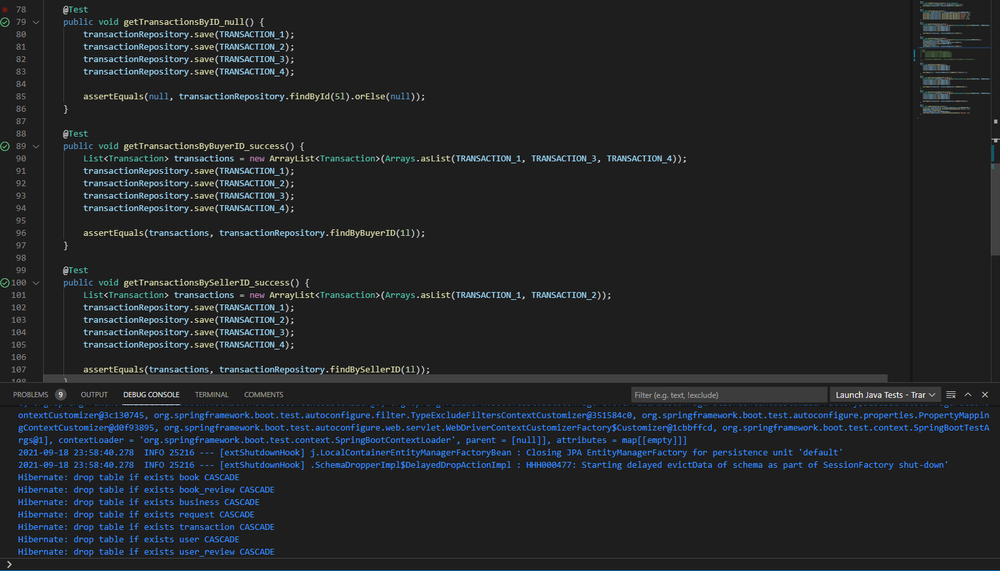 78 @Test
79 public void getTransactionsByID_null() {
80 transactionRepository.save(TRANSACTION_1);
81 transactionRepository.save(TRANSACTION_2);
82 transactionRepository.save(TRANSACTION_3);
83 transactionRepository.save(TRANSACTION_4);
84
85 assertEquals(null, transactionRepository.findById(5l).orElse(null));
86 }
87
88 @Test
89 public void getTransactionsByBuyerID_success() {
90 List<Transaction> transactions = new ArrayList<Transaction>(Arrays.asList(TRANSACTION_1, TRANSACTION_3, TRANSACTION_4));
91 transactionRepository.save(TRANSACTION_1);
92 transactionRepository.save(TRANSACTION_2);
93 transactionRepository.save(TRANSACTION_3);
94 transactionRepository.save(TRANSACTION_4);
95
96 assertEquals(transactions, transactionRepository.findByBuyerID(1l));
97 }
98
99 @Test
100 public void getTransactionsBySellerID_success() {
101 List<Transaction> transactions = new ArrayList<Transaction>(Arrays.asList(TRANSACTION_1, TRANSACTION_2));
102 transactionRepository.save(TRANSACTION_1);
103 transactionRepository.save(TRANSACTION_2);
104 transactionRepository.save(TRANSACTION_3);
105 transactionRepository.save(TRANSACTION_4);
106
107 assertEquals(transactions, transactionRepository.findBySellerID(1l));
108 }
PROBLEMS 9 OUTPUT DEBUG CONSOLE TERMINAL COMMENTS Filter (e.g. text, !exclude) Launch Java Tests - Trar
ontextCustomizer@3c130745, org.springframework.boot.test.autoconfigure.filter.TypeExcludeFiltersContextCustomizer@351584c0, org.springframework.boot.test.autoconfigure.properties.PropertyMappin
gContextCustomizer@d0f93895, org.springframework.boot.test.autoconfigure.web.servlet.WebDriverContextCustomizerFactory$Customizer@1cbbffcd, org.springframework.boot.test.context.SpringBootTestA
rgs@1], contextLoader = 'org.springframework.boot.test.context.SpringBootContextLoader', parent = [null]], attributes = map[[empty]]]
2021-09-18 23:58:40.278  INFO 25216 --- [extShutdownHook] j.LocalContainerEntityManagerFactoryBean : Closing JPA EntityManagerFactory for persistence unit 'default'
2021-09-18 23:58:40.278  INFO 25216 --- [extShutdownHook] .SchemaDropperImpl$DelayedDropActionImpl : HHH000477: Starting delayed evictData of schema as part of SessionFactory shut-down'
Hibernate: drop table if exists book CASCADE
Hibernate: drop table if exists book_review CASCADE
Hibernate: drop table if exists business CASCADE
Hibernate: drop table if exists request CASCADE
Hibernate: drop table if exists transaction CASCADE
Hibernate: drop table if exists user CASCADE
Hibernate: drop table if exists user_review CASCADE